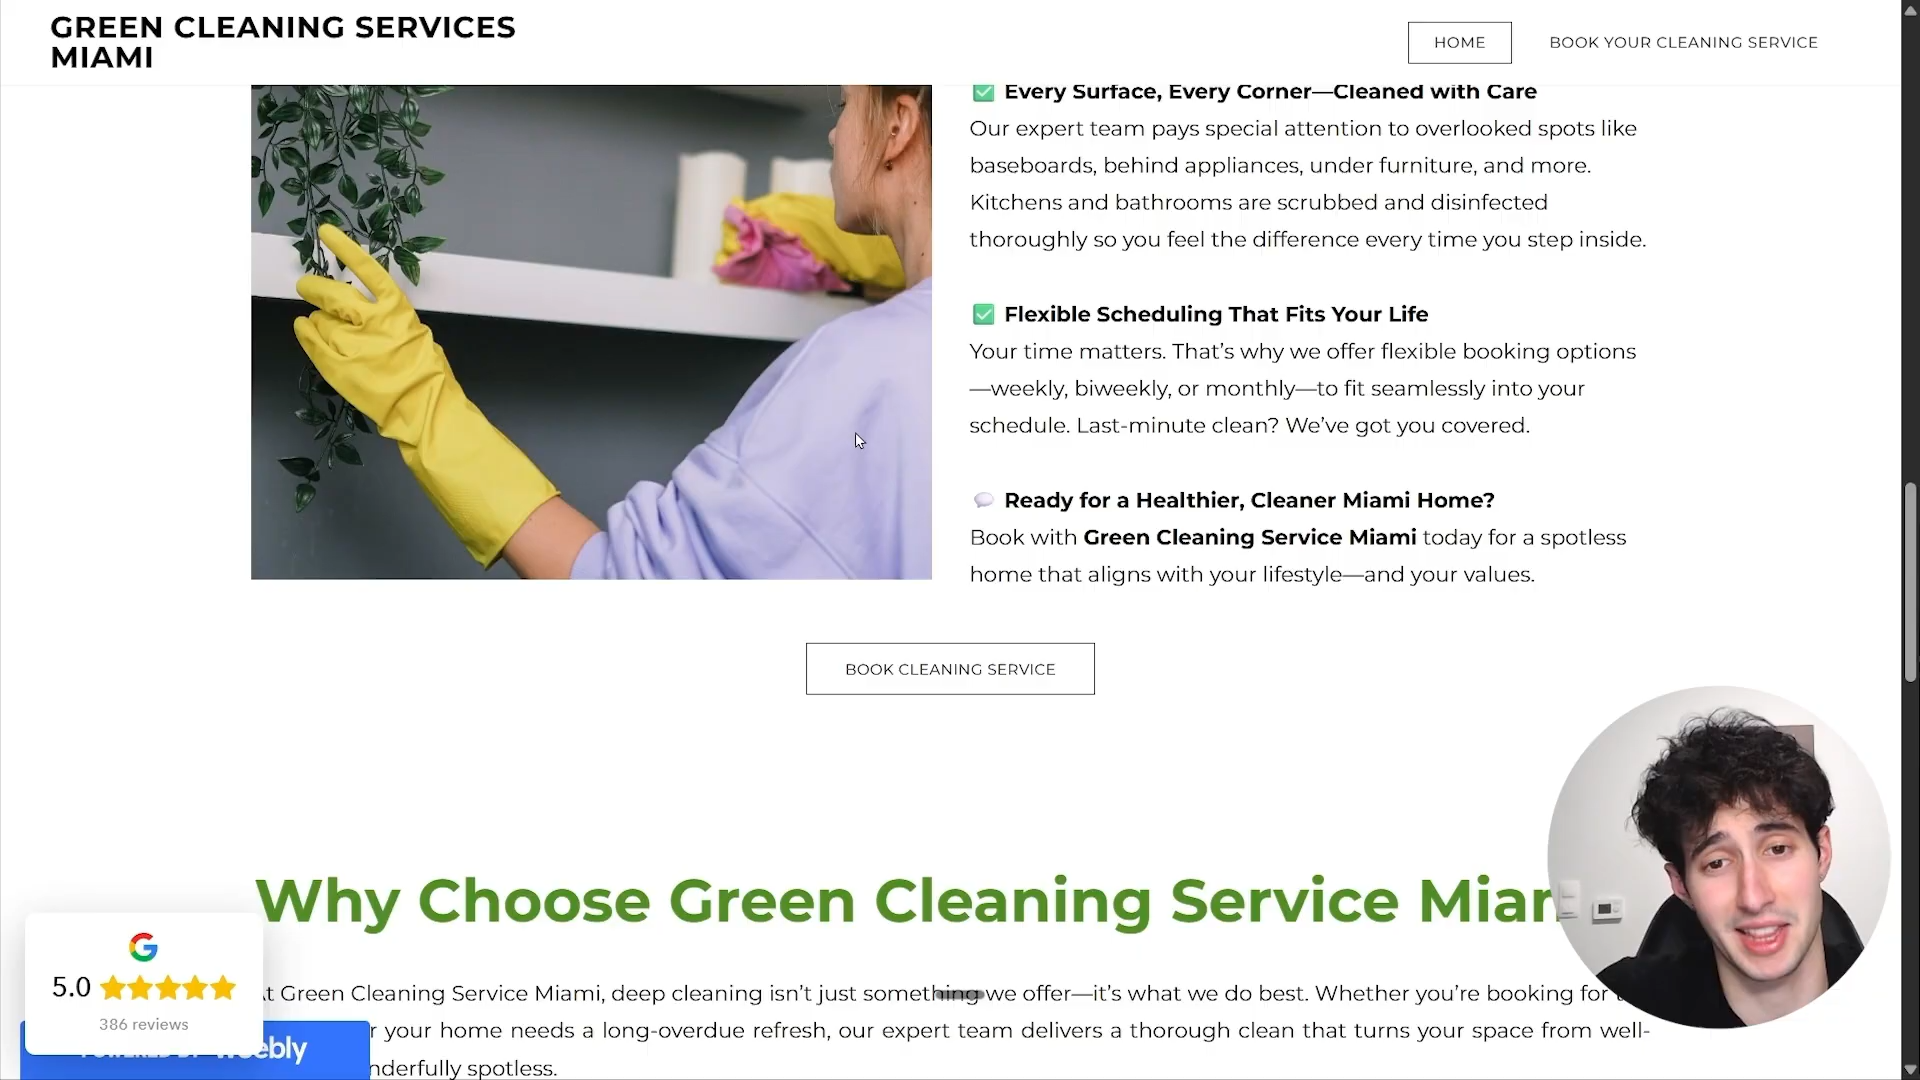 GREEN CLEANING SERVICES
MIAMI
HOME
BOOK YOUR CLEANING SERVICE
✅ Every Surface, Every Corner—Cleaned with Care
Our expert team pays special attention to overlooked spots like
baseboards, behind appliances, under furniture, and more.
Kitchens and bathrooms are scrubbed and disinfected
thoroughly so you feel the difference every time you step inside.
✅ Flexible Scheduling That Fits Your Life
Your time matters. That’s why we offer flexible booking options
—weekly, biweekly, or monthly—to fit seamlessly into your
schedule. Last-minute clean? We’ve got you covered.
💬 Ready for a Healthier, Cleaner Miami Home?
Book with Green Cleaning Service Miami today for a spotless
home that aligns with your lifestyle—and your values.
BOOK CLEANING SERVICE
Why Choose Green Cleaning Service
At Green Cleaning Service Miami, deep cleaning isn’t just something we offer—it’s what we do best. Whether you’re booking for
your home needs a long-overdue refresh, our expert team delivers a thorough clean that turns your space from well-
spotless.
5.0
386 reviews